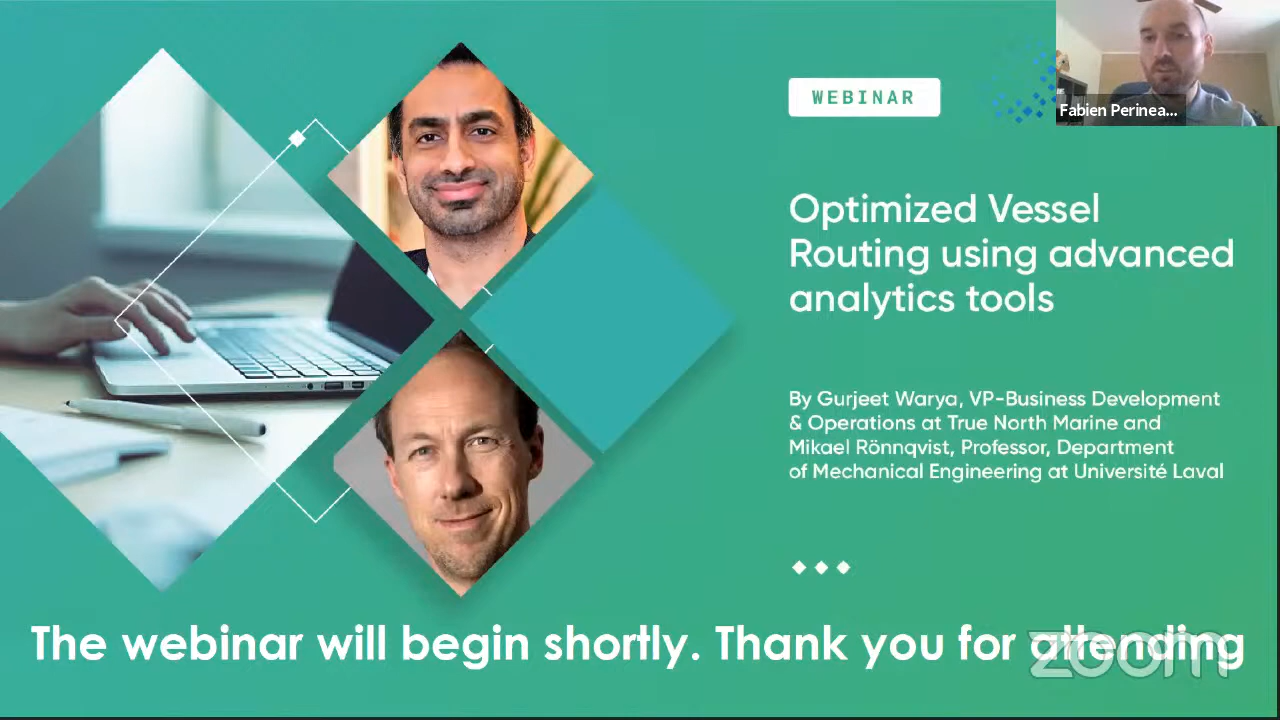 WEBINAR
Fabien Perinea...
Optimized Vessel
Routing using advanced
analytics tools
By Gurjeet Warya, VP-Business Development
& Operations at True North Marine and
Mikael Rönnqvist, Professor, Department
of Mechanical Engineering at Université Laval
The webinar will begin shortly. Thank you for attending
zoom